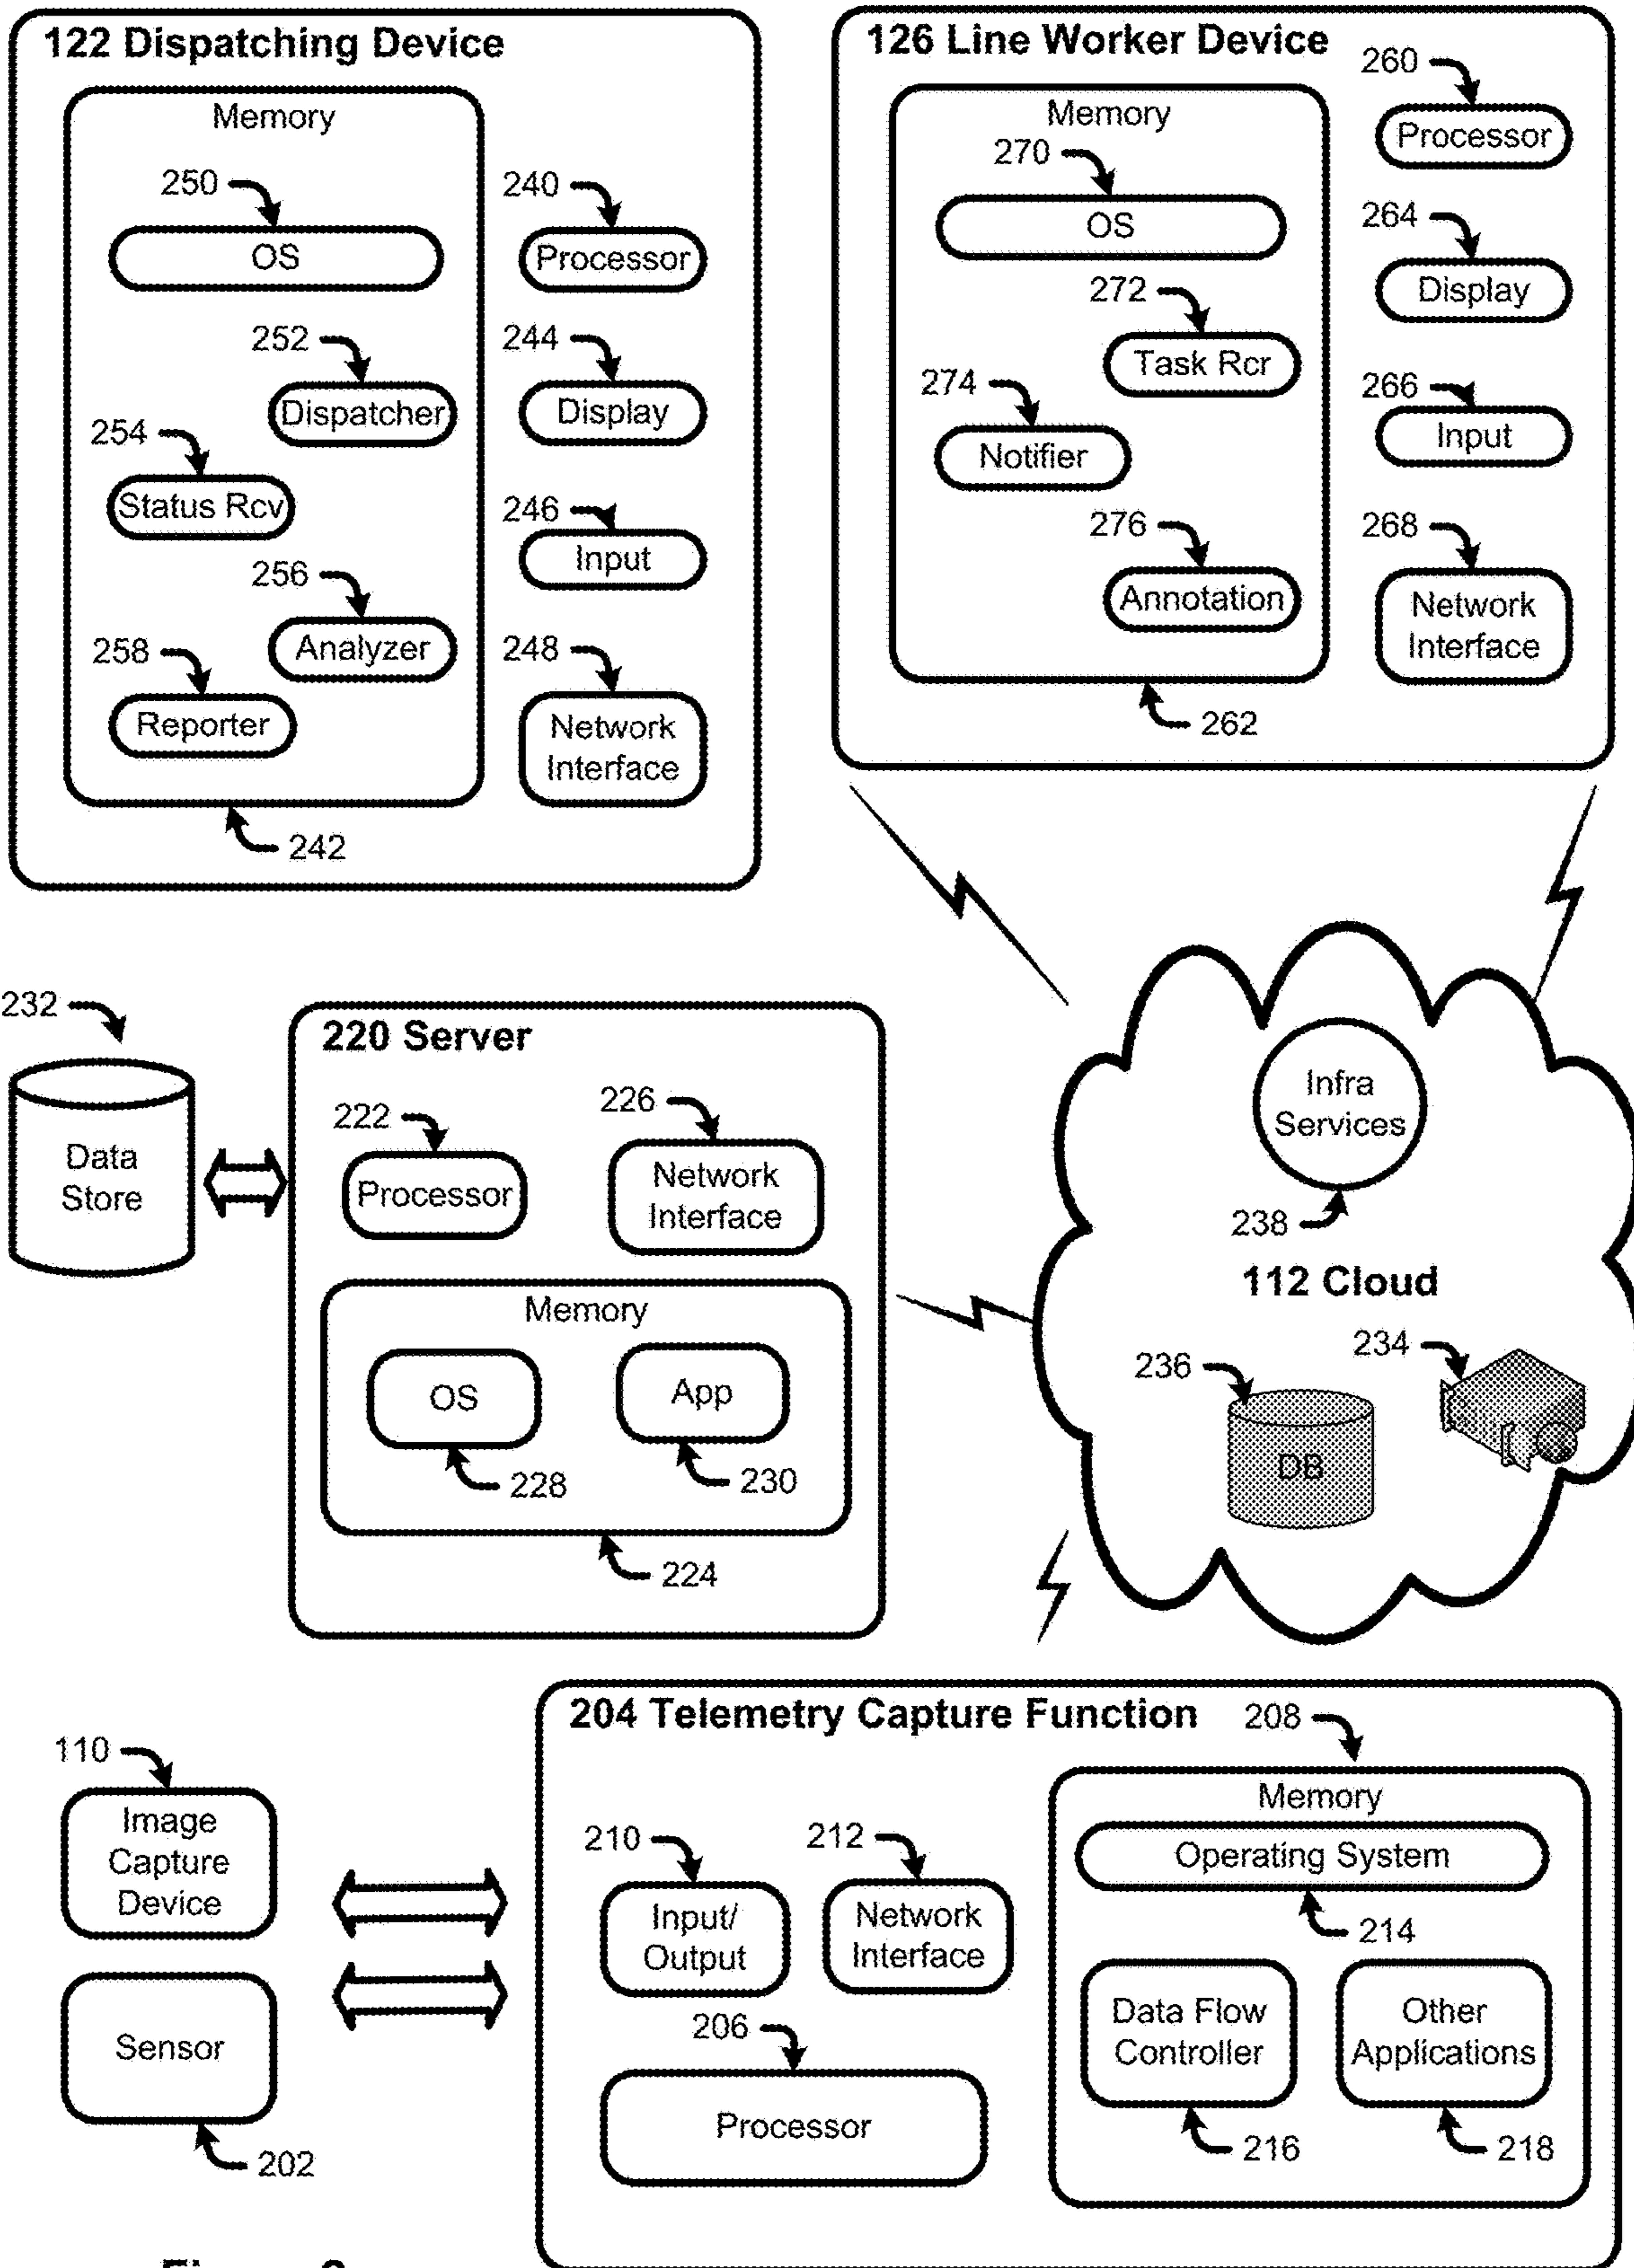 122 Dispatching Device
Memory
250
OS
252
Dispatcher
254
Status Rcv
256
Analyzer
258
Reporter
242
240
Processor
244
Display
246
Input
248
Network
Interface
126 Line Worker Device
Memory
270
OS
272
Task Rcr
274
Notifier
276
Annotation
262
260
Processor
264
Display
266
Input
268
Network
Interface
232
Data
Store
220 Server
222
Processor
226
Network
Interface
Memory
OS
228
App
230
224
Infra
Services
238
112 Cloud
236
DB
234
204 Telemetry Capture Function
110
Image
Capture
Device
Sensor
202
210
Input/
Output
212
Network
Interface
206
Processor
208
Memory
Operating System
214
Data Flow
Controller
216
Other
Applications
218